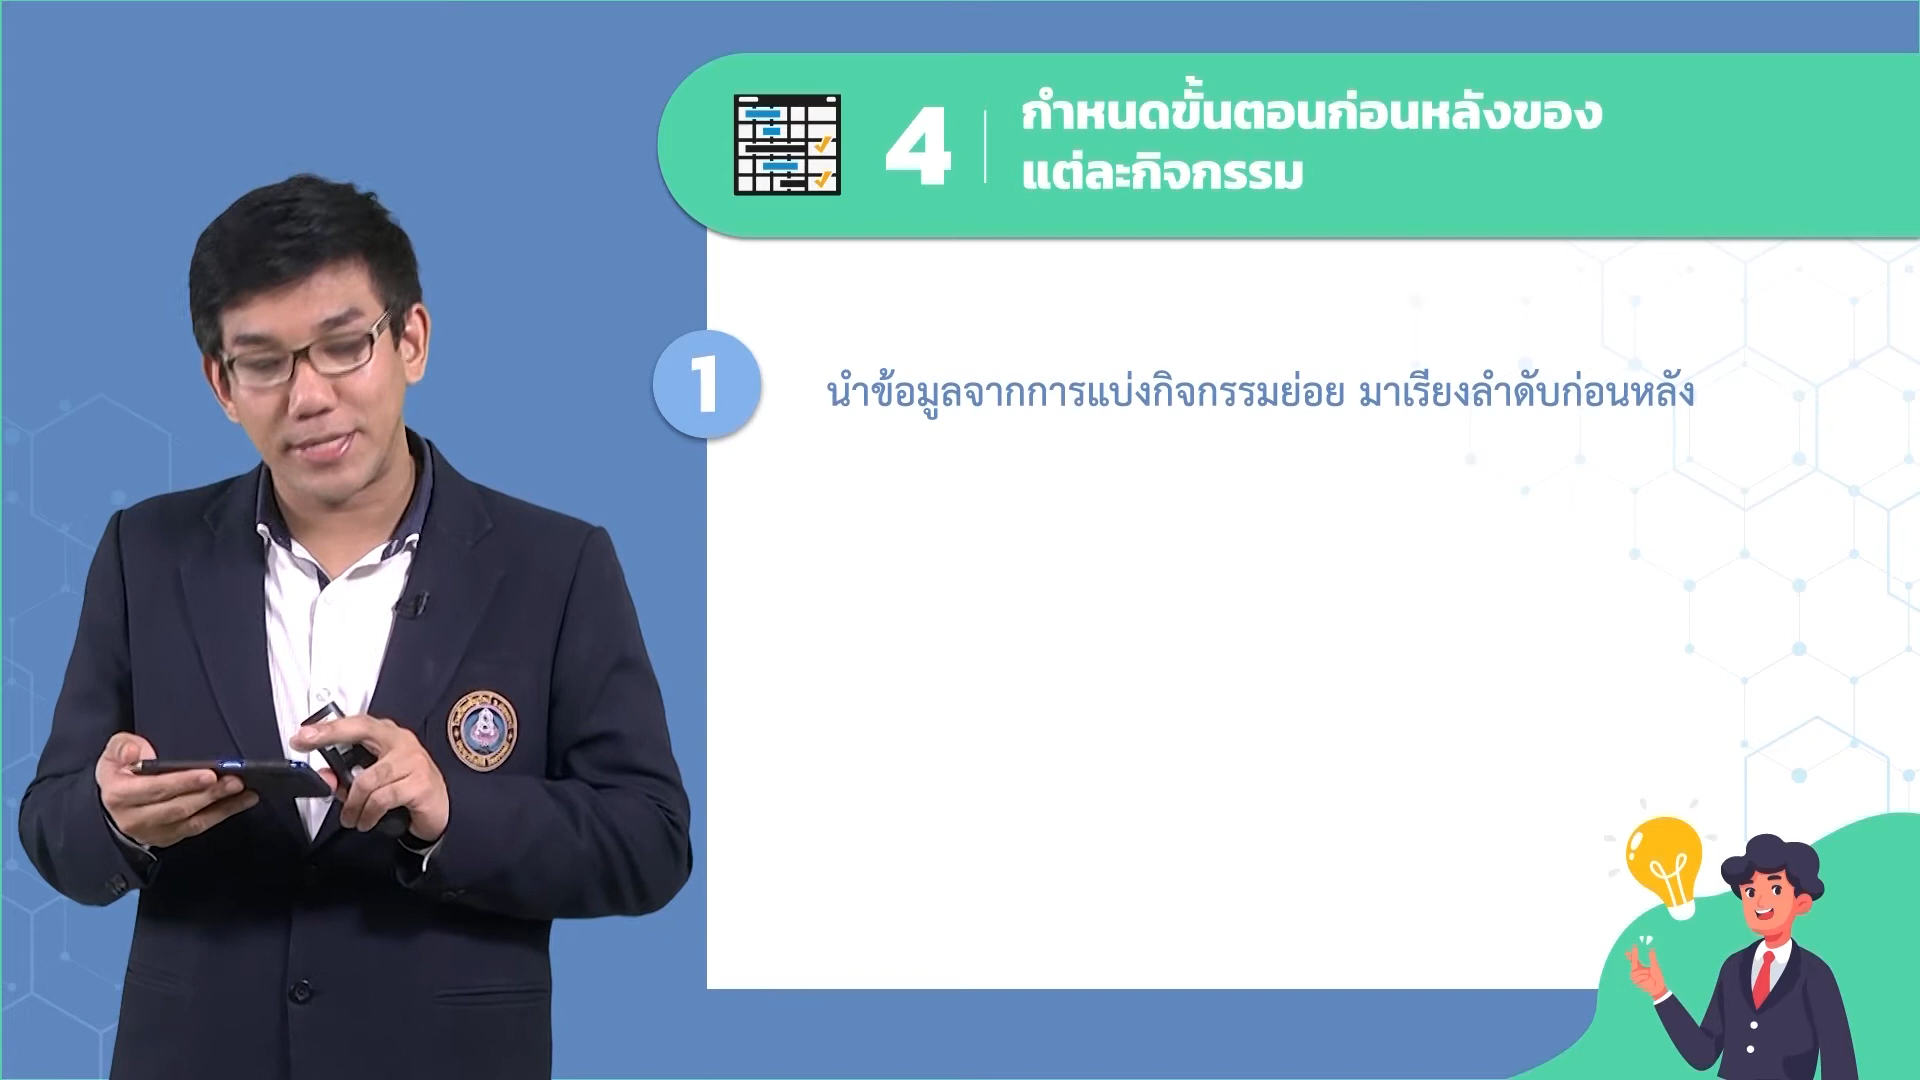 4
กำหนดขั้นตอนก่อนหลังของ
แต่ละกิจกรรม
1
นำข้อมูลจากการแบ่งกิจกรรมย่อย มาเรียงลำดับก่อนหลัง